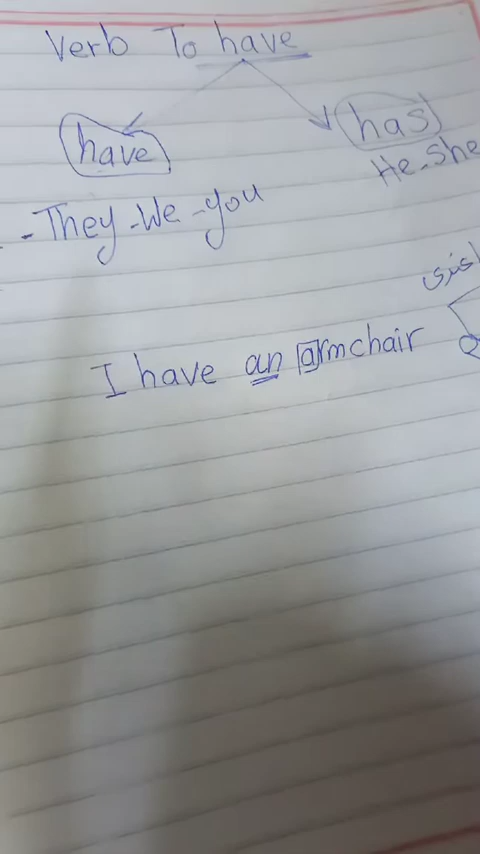 Verb To have
have
has
He-She
-They-We-you
I have an armchair